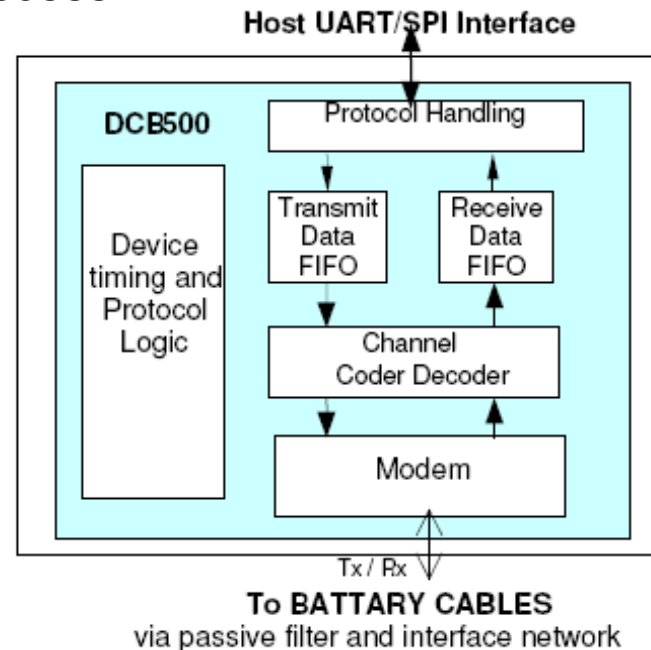 Host UART/SPI Interface
DCB500
Protocol Handling
Transmit
Data
FIFO
Receive
Data
FIFO
Device
timing and
Protocol
Logic
Channel
Coder Decoder
Modem
Tx / Rx
To BATTARY CABLES
via passive filter and interface network